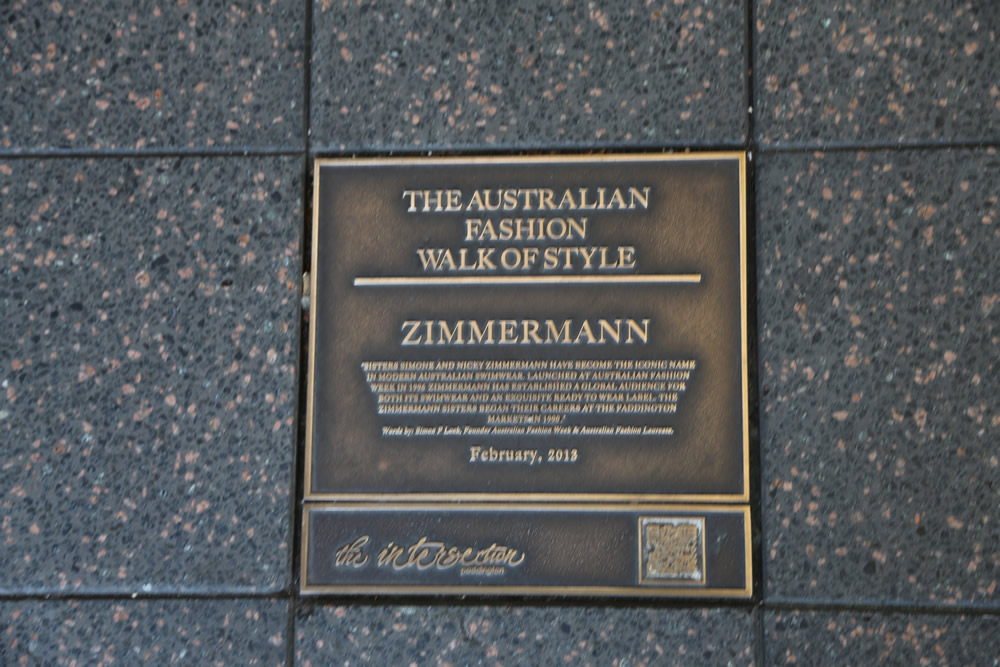 THE AUSTRALIAN
FASHION
WALK OF STYLE
ZIMMERMANN
"SISTERS SIMONE AND NICKY ZIMMERMANN HAVE BECOME THE ICONIC NAME
IN MODERN AUSTRALIAN SWIMWEAR. LAUNCHED AT AUSTRALIAN FASHION
WEEK IN 1996 ZIMMERMANN HAS ESTABLISHED A GLOBAL AUDIENCE FOR
BOTH ITS SWIMWEAR AND AN EXQUISITE READY TO WEAR LABEL. THE
ZIMMERMANN SISTERS BEGAN THEIR CAREERS AT THE PADDINGTON
MARKETS IN 1990."
Words by: Simon P Lock, Founder Australian Fashion Week & Australian Fashion Laureate.
February, 2013
the intersection
paddington